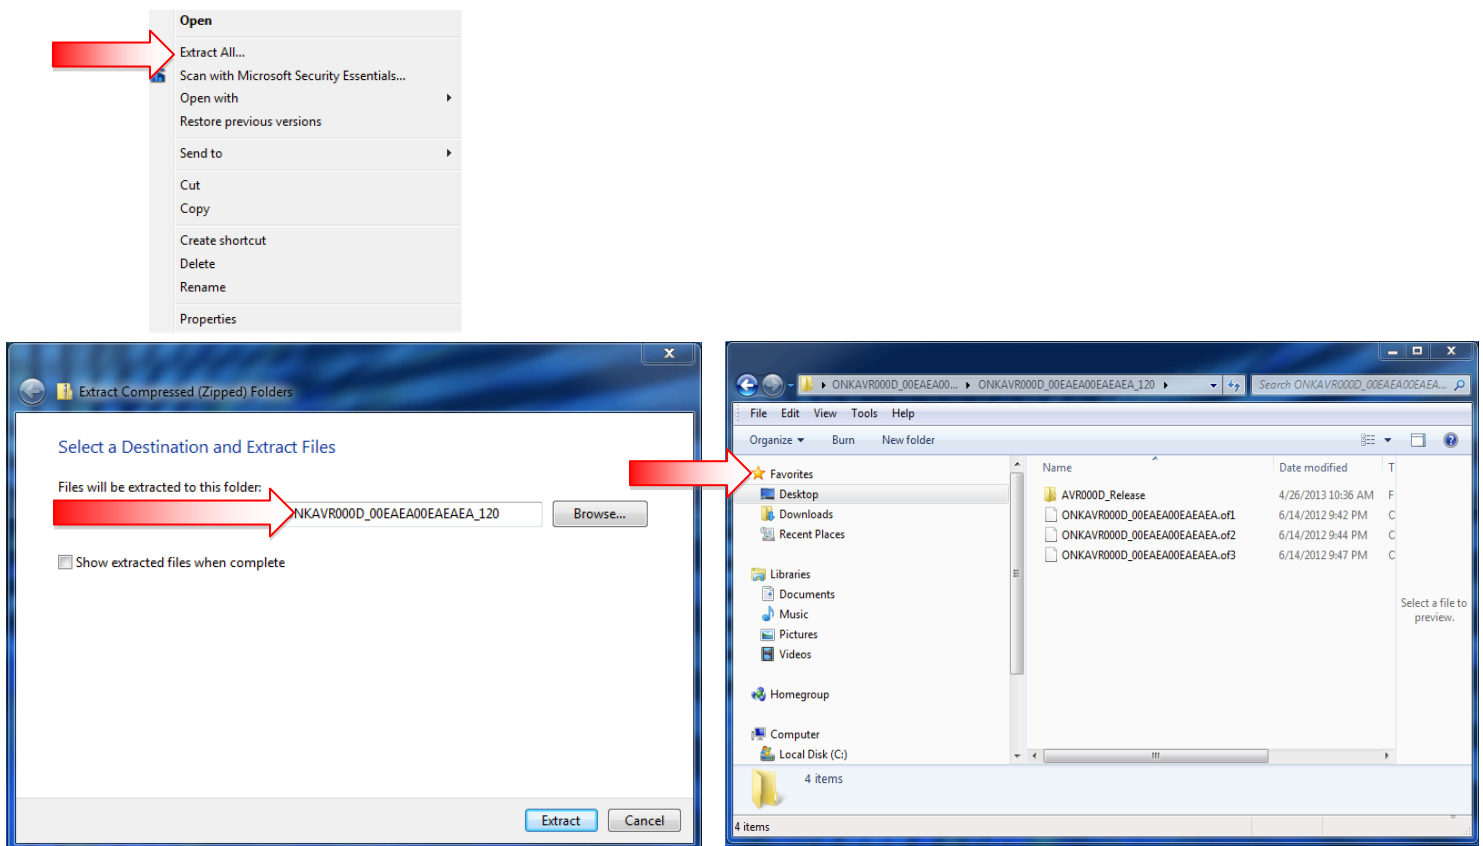 Open
Extract All...
Scan with Microsoft Security Essentials...
Open with
Restore previous versions
Send to
Cut
Copy
Create shortcut
Delete
Rename
Properties
Extract Compressed (Zipped) Folders
Select a Destination and Extract Files
Files will be extracted to this folder:
NKAVR000D_00EAEA00EAEAEA_120
Browse...
Show extracted files when complete
Extract
Cancel
ONKAVR000D_00EAEA00... ONKAVR000D_00EAEA00EAEAEA_120
Search ONKAVR000D_00EAEA00EAEA...
File Edit View Tools Help
Organize Burn New folder
Favorites
Desktop
Downloads
Recent Places
Libraries
Documents
Music
Pictures
Videos
Homegroup
Computer
Local Disk (C:)
Name Date modified T
AVR000D_Release 4/26/2013 10:36 AM F
ONKAVR000D_00EAEA00EAEAEA.of1 6/14/2012 9:42 PM C
ONKAVR000D_00EAEA00EAEAEA.of2 6/14/2012 9:44 PM C
ONKAVR000D_00EAEA00EAEAEA.of3 6/14/2012 9:47 PM C
Select a file to
preview.
4 items
4 items